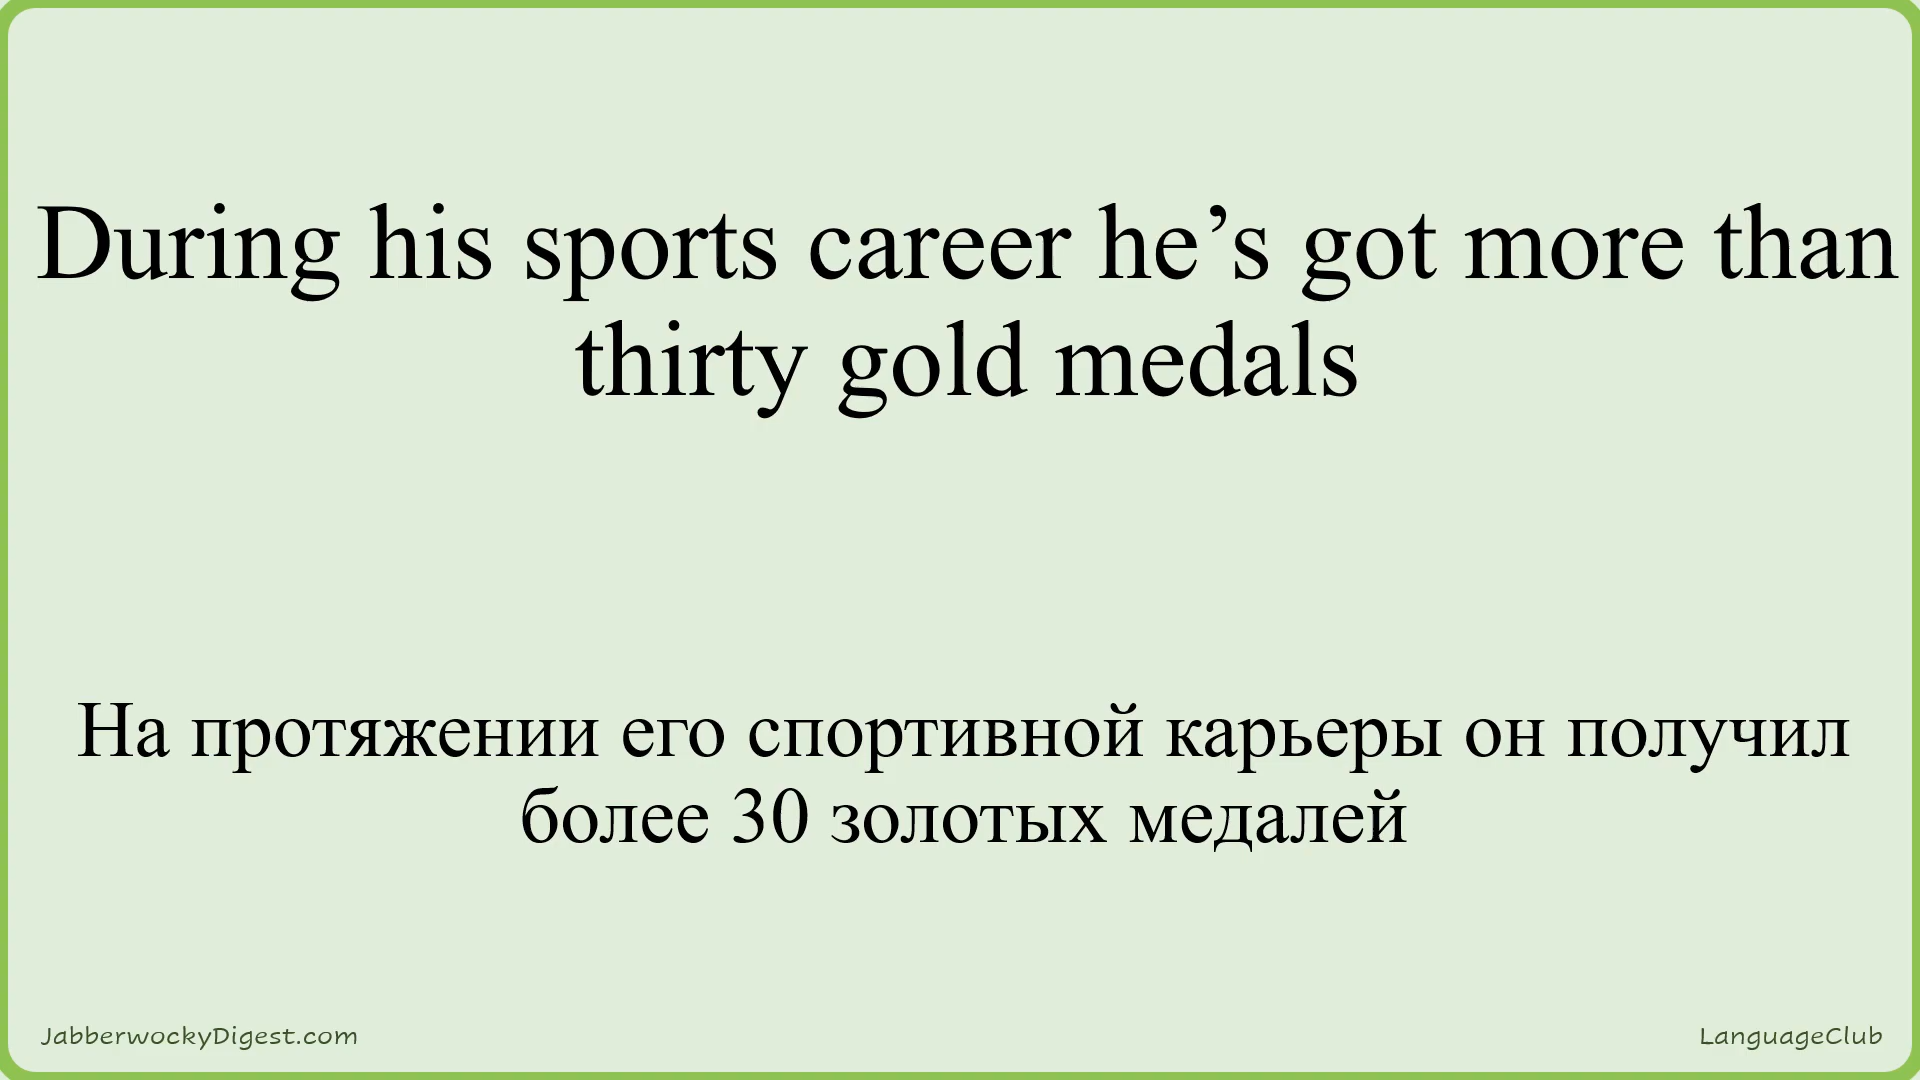 During his sports career he’s got more than
thirty gold medals
На протяжении его спортивной карьеры он получил
более 30 золотых медалей
JabberwockyDigest.com
LanguageClub